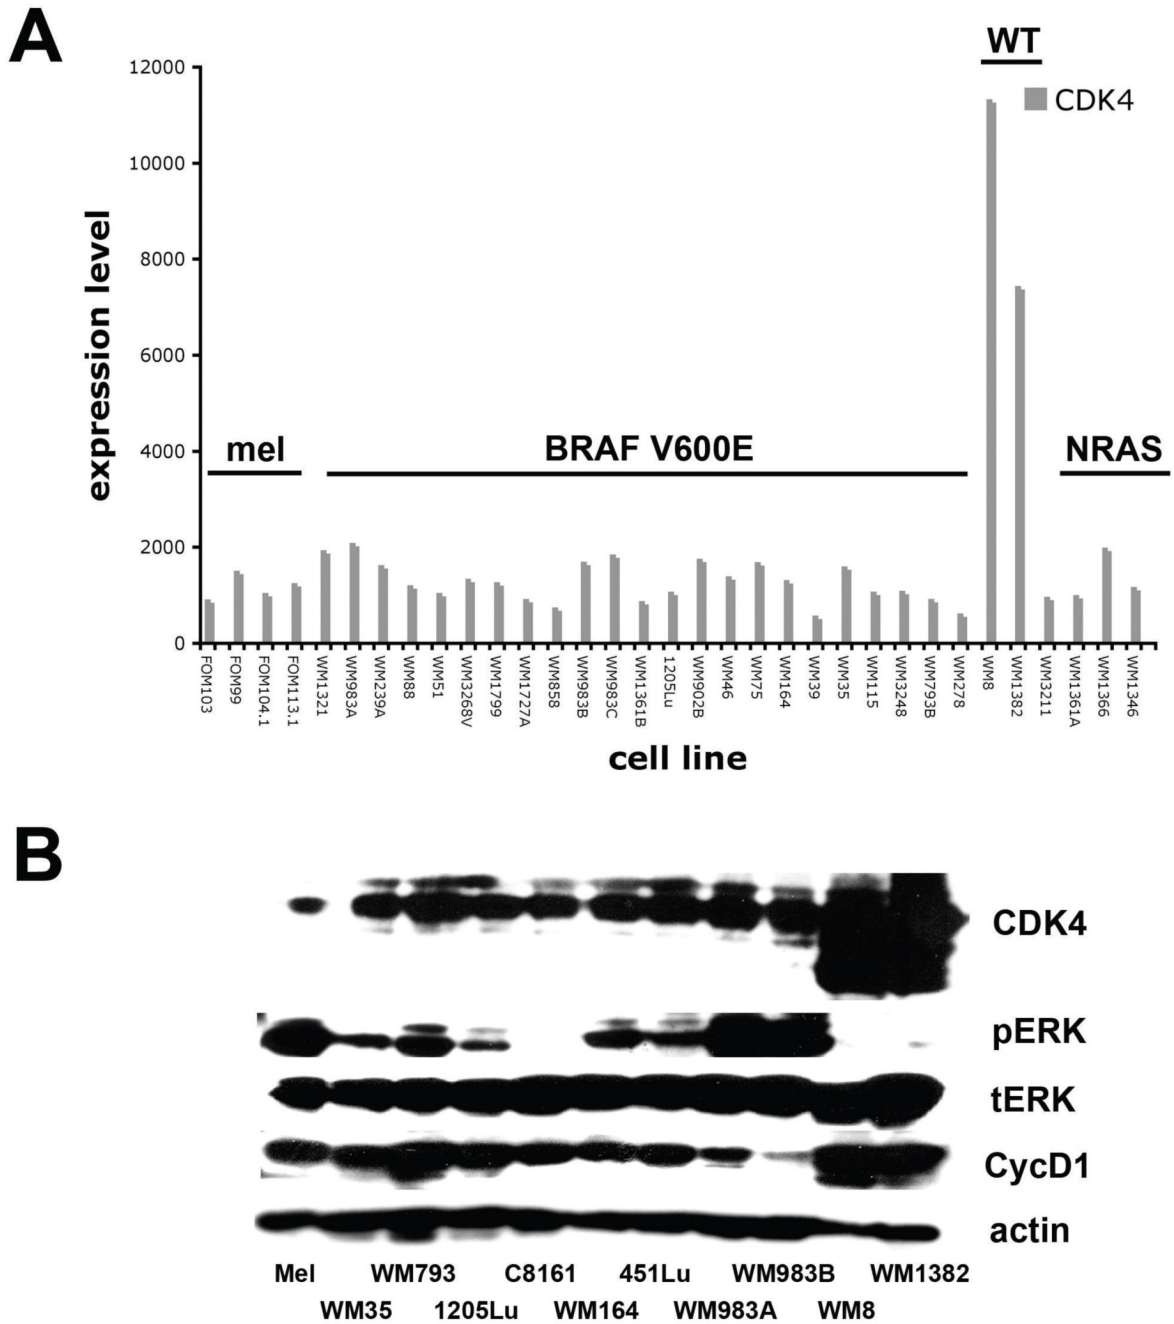 A
WT
CDK4
12000
10000
8000
6000
4000
2000
0
expression level
mel
BRAF V600E
NRAS
FOM103
FOM99
FOM104.1
FOM113.1
WM1321
WM983A
WM239A
WM88
WM51
WM3268V
WM1799
WM1727A
WM858
WM983B
WM983C
WM1361B
1205Lu
WM902B
WM46
WM75
WM164
WM39
WM35
WM115
WM3248
WM793B
WM278
WM8
WM1382
WM3211
WM1361A
WM1366
WM1346
cell line
B
CDK4
pERK
tERK
CycD1
actin
Mel WM793 C8161 451Lu WM983B WM1382
WM35 1205Lu WM164 WM983A WM8